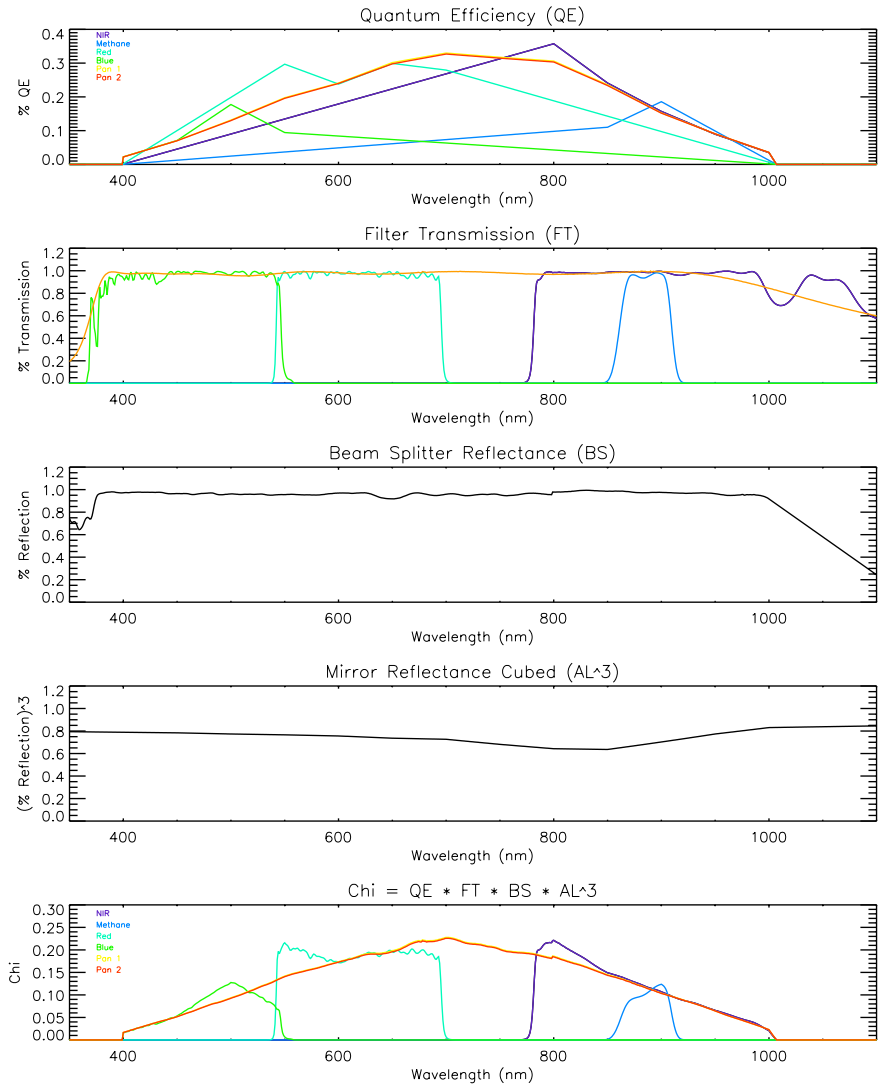 Quantum Efficiency (QE)
% QE
0.4
0.3
0.2
0.1
0.0
NIR
Methane
Red
Blue
Pan 1
Pan 2
400 600 800 1000
Wavelength (nm)
Filter Transmission (FT)
% Transmission
1.2
1.0
0.8
0.6
0.4
0.2
0.0
400 600 800 1000
Wavelength (nm)
Beam Splitter Reflectance (BS)
% Reflection
1.2
1.0
0.8
0.6
0.4
0.2
0.0
400 600 800 1000
Wavelength (nm)
Mirror Reflectance Cubed (AL^3)
(% Reflection)^3
1.2
1.0
0.8
0.6
0.4
0.2
0.0
400 600 800 1000
Wavelength (nm)
Chi = QE * FT * BS * AL^3
Chi
0.30
0.25
0.20
0.15
0.10
0.05
0.00
NIR
Methane
Red
Blue
Pan 1
Pan 2
400 600 800 1000
Wavelength (nm)